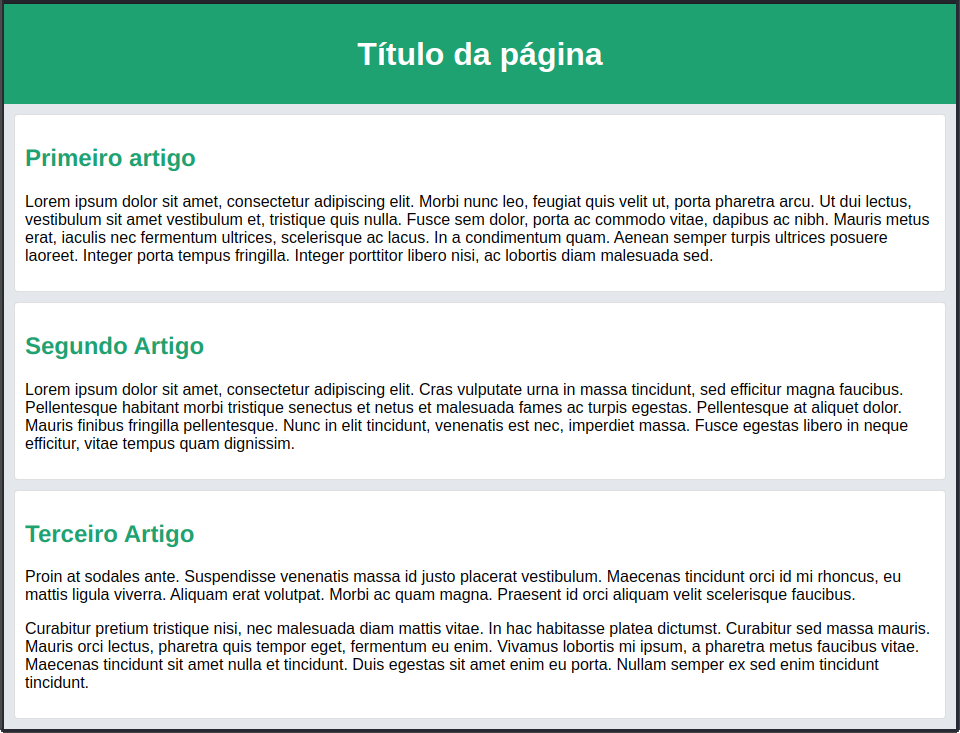 Título da página
Primeiro artigo
Lorem ipsum dolor sit amet, consectetur adipiscing elit. Morbi nunc leo, feugiat quis velit ut, porta pharetra arcu. Ut dui lectus,
vestibulum sit amet vestibulum et, tristique quis nulla. Fusce sem dolor, porta ac commodo vitae, dapibus ac nibh. Mauris metus
erat, iaculis nec fermentum ultrices, scelerisque ac lacus. In a condimentum quam. Aenean semper turpis ultrices posuere
laoreet. Integer porta tempus fringilla. Integer porttitor libero nisi, ac lobortis diam malesuada sed.
Segundo Artigo
Lorem ipsum dolor sit amet, consectetur adipiscing elit. Cras vulputate urna in massa tincidunt, sed efficitur magna faucibus.
Pellentesque habitant morbi tristique senectus et netus et malesuada fames ac turpis egestas. Pellentesque at aliquet dolor.
Mauris finibus fringilla pellentesque. Nunc in elit tincidunt, venenatis est nec, imperdiet massa. Fusce egestas libero in neque
efficitur, vitae tempus quam dignissim.
Terceiro Artigo
Proin at sodales ante. Suspendisse venenatis massa id justo placerat vestibulum. Maecenas tincidunt orci id mi rhoncus, eu
mattis ligula viverra. Aliquam erat volutpat. Morbi ac quam magna. Praesent id orci aliquam velit scelerisque faucibus.
Curabitur pretium tristique nisi, nec malesuada diam mattis vitae. In hac habitasse platea dictumst. Curabitur sed massa mauris.
Mauris orci lectus, pharetra quis tempor eget, fermentum eu enim. Vivamus lobortis mi ipsum, a pharetra metus faucibus vitae.
Maecenas tincidunt sit amet nulla et tincidunt. Duis egestas sit amet enim eu porta. Nullam semper ex sed enim tincidunt
tincidunt.